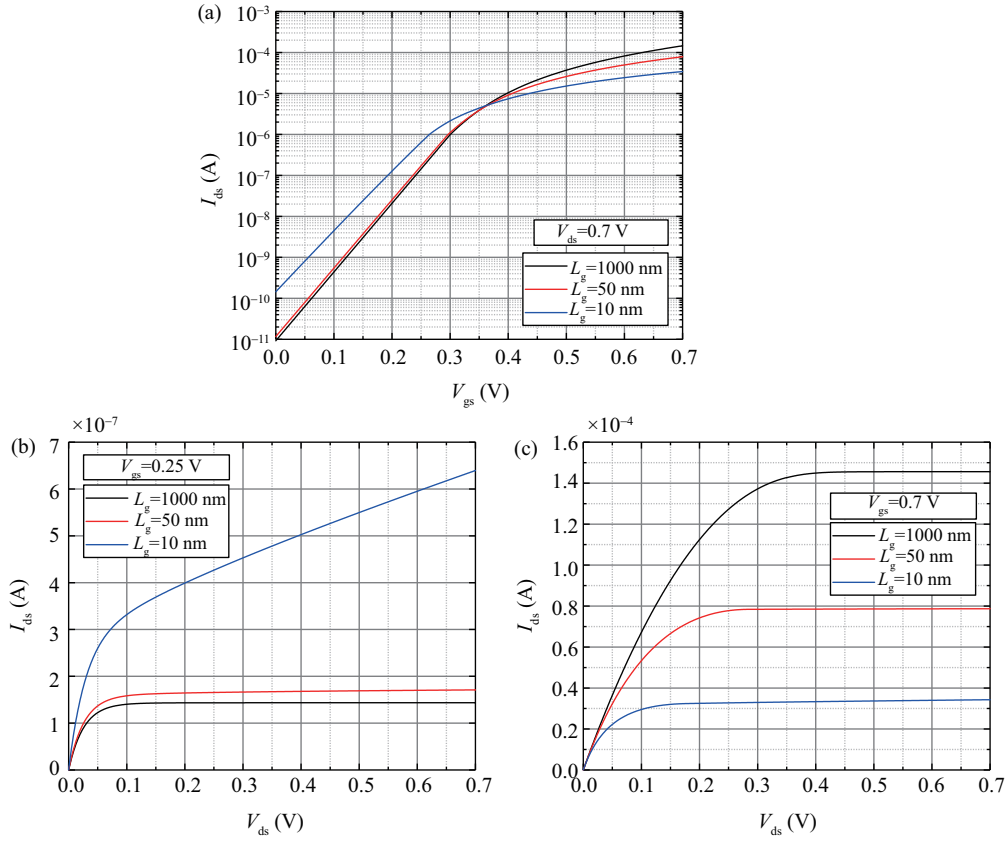 (a)
10⁻³
10⁻⁴
10⁻⁵
10⁻⁶
10⁻⁷
10⁻⁸
10⁻⁹
10⁻¹⁰
10⁻¹¹
I_ds (A)
V_ds=0.7 V
L_g=1000 nm
L_g=50 nm
L_g=10 nm
0.0 0.1 0.2 0.3 0.4 0.5 0.6 0.7
V_gs (V)
(b)
×10⁻⁷
7
6
5
4
3
2
1
0
I_ds (A)
V_gs=0.25 V
L_g=1000 nm
L_g=50 nm
L_g=10 nm
0.0 0.1 0.2 0.3 0.4 0.5 0.6 0.7
V_ds (V)
(c)
×10⁻⁴
1.6
1.4
1.2
1.0
0.8
0.6
0.4
0.2
0.0
I_ds (A)
V_gs=0.7 V
L_g=1000 nm
L_g=50 nm
L_g=10 nm
0.0 0.1 0.2 0.3 0.4 0.5 0.6 0.7
V_ds (V)